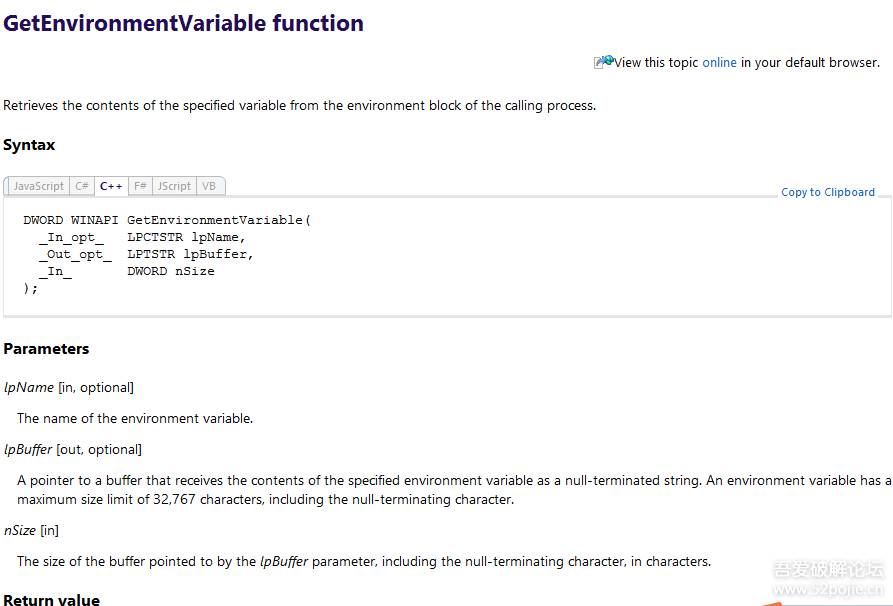 GetEnvironmentVariable function
View this topic online in your default browser.
Retrieves the contents of the specified variable from the environment block of the calling process.
Syntax
JavaScript C# C++ F# JScript VB
Copy to Clipboard
DWORD WINAPI GetEnvironmentVariable(
_In_opt_ LPCTSTR lpName,
_Out_opt_ LPTSTR lpBuffer,
_In_ DWORD nSize
);
Parameters
lpName [in, optional]
The name of the environment variable.
lpBuffer [out, optional]
A pointer to a buffer that receives the contents of the specified environment variable as a null-terminated string. An environment variable has a
maximum size limit of 32,767 characters, including the null-terminating character.
nSize [in]
The size of the buffer pointed to by the lpBuffer parameter, including the null-terminating character, in characters.
吾爱破解论坛
www.52pojie.cn
Return value